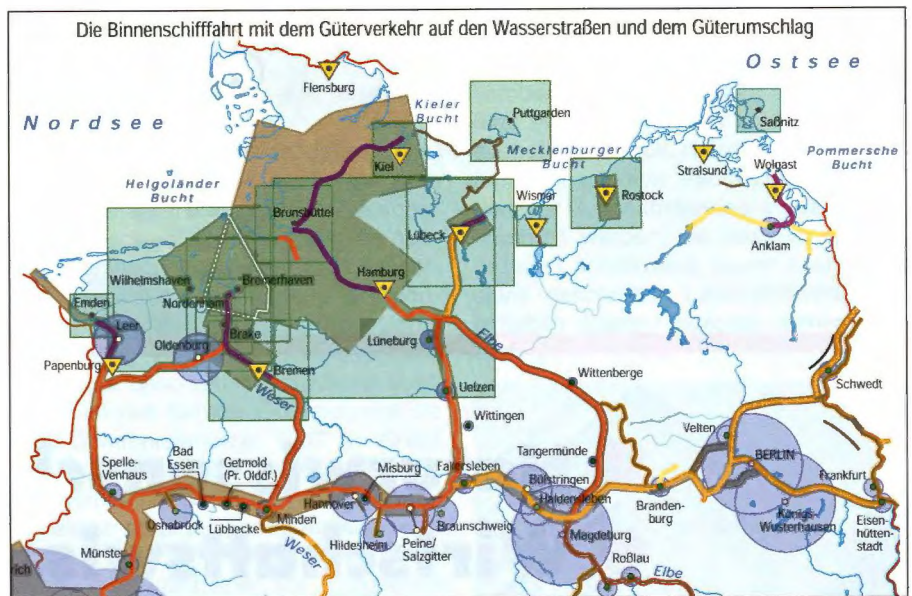 Die Binnenschifffahrt mit dem Güterverkehr auf den Wasserstraßen und dem Güterumschlag
Ostsee
Flensburg
Nordsee
Kieler
Bucht
Puttgarden
Saßnitz
Kiel
Mecklenburger
Bucht
Stralsund
Wolgast
Pommersche
Bucht
Helgoländer
Bucht
Brunsbüttel
Wismar
Rostock
Lübeck
Anklam
Wilhelmshaven
Bremerhaven
Hamburg
Emden
Nordenham
Leer
Oldenburg
Brake
Lüneburg
Elbe
Papenburg
Bremen
Weser
Uelzen
Wittenberge
Schwedt
Wittingen
Velten
Spelle-
Venhaus
Bad
Essen
Getmold
(Pr. Olddf.)
Misburg
Fallersleben
Tangermünde
Bülstringen
BERLIN
Frankfurt
Hannover
Haldensleben
Branden-
burg
Osnabrück
Lübbecke
Minden
Braunschweig
Königs-
Wusterhausen
Eisen-
hütten-
stadt
Münster
Weser
Hildesheim
Peine/
Salzgitter
Magdeburg
Roßlau
Elbe
rich